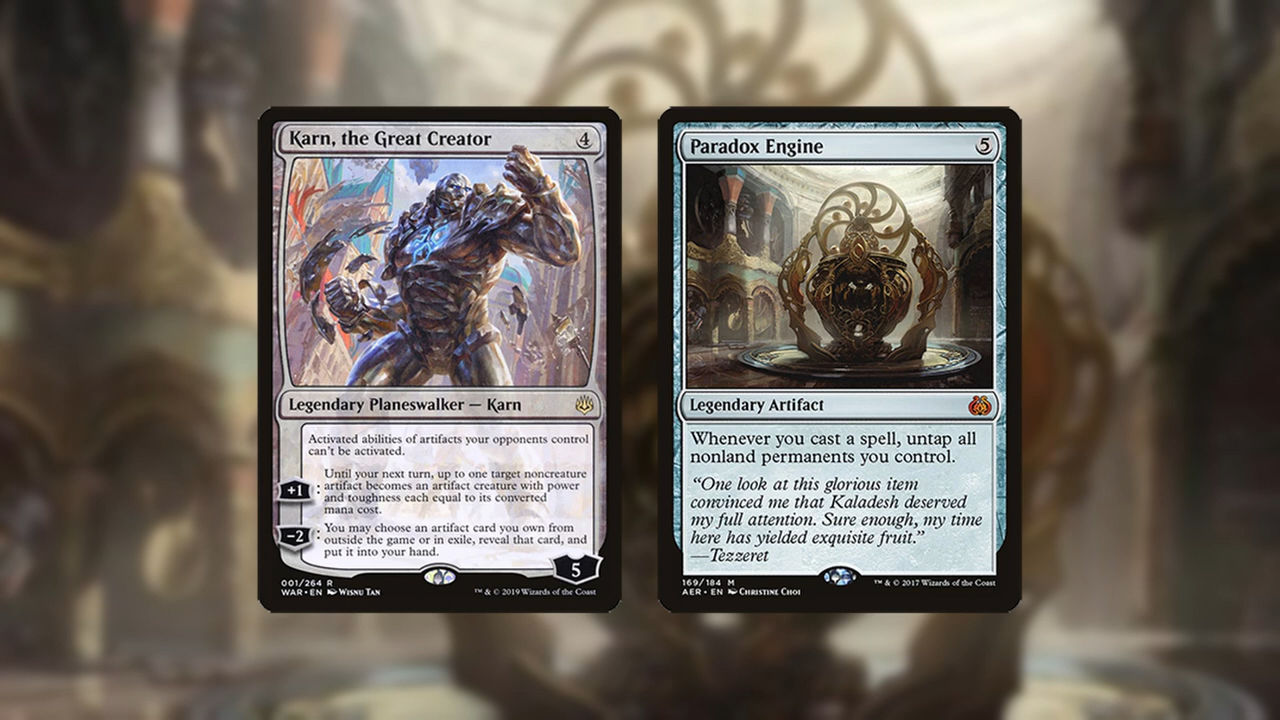 Karn, the Great Creator 4
Legendary Planeswalker — Karn
Activated abilities of artifacts your opponents control
can't be activated.
+1 : Until your next turn, up to one target noncreature
artifact becomes an artifact creature with power
and toughness each equal to its converted
mana cost.
-2 : You may choose an artifact card you own from
outside the game or in exile, reveal that card, and
put it into your hand.
5
001/264 R
WAR • EN Wisnu Tan
™ & © 2019 Wizards of the Coast
Paradox Engine 5
Legendary Artifact
Whenever you cast a spell, untap all
nonland permanents you control.
“One look at this glorious item
convinced me that Kaladesh deserved
my full attention. Sure enough, my time
here has yielded exquisite fruit.”
—Tezzeret
169/184 M
AER • EN Christine Choi
™ & © 2017 Wizards of the Coast